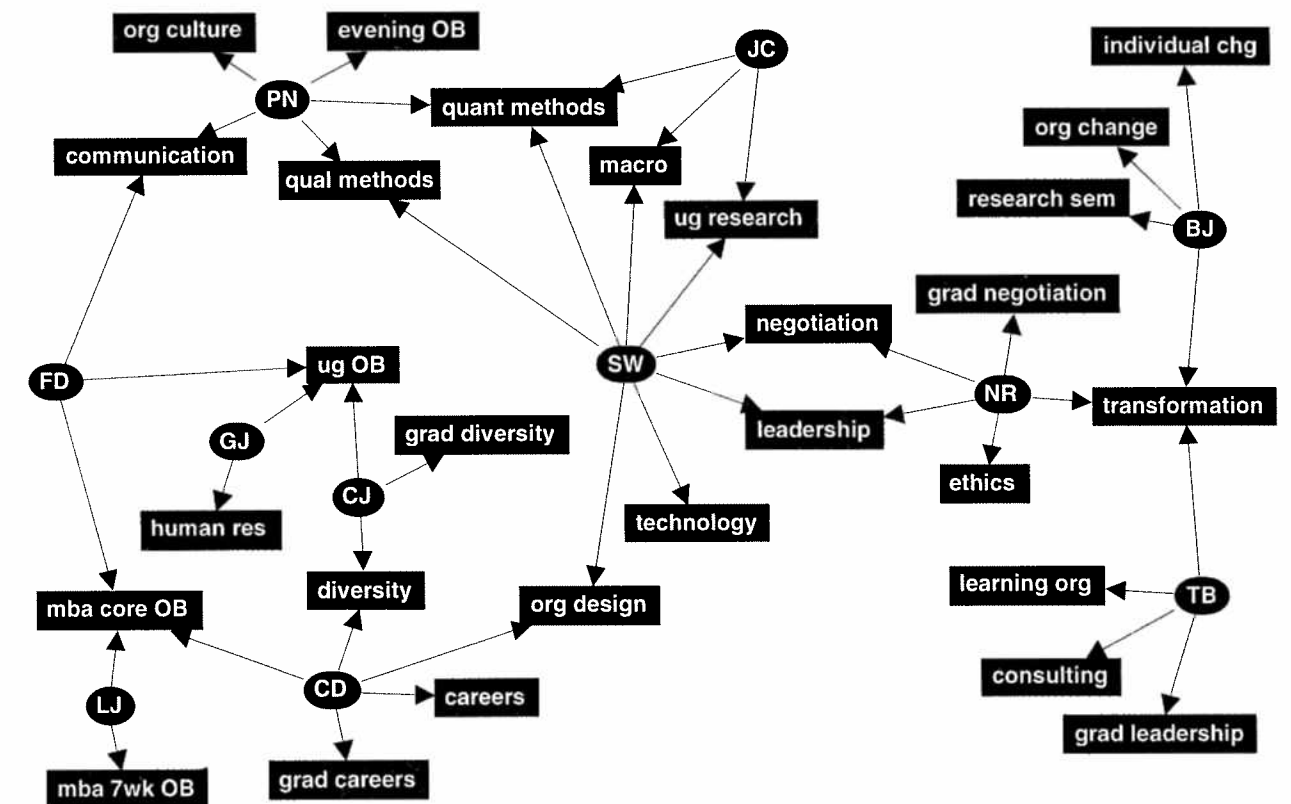 org culture
evening OB
JC
individual chg
PN
quant methods
org change
communication
qual methods
macro
research sem
ug research
BJ
grad negotiation
negotiation
FD
ug OB
SW
NR
transformation
GJ
grad diversity
leadership
CJ
ethics
human res
technology
diversity
learning org
TB
mba core OB
org design
consulting
CD
careers
LJ
grad leadership
mba 7wk OB
grad careers